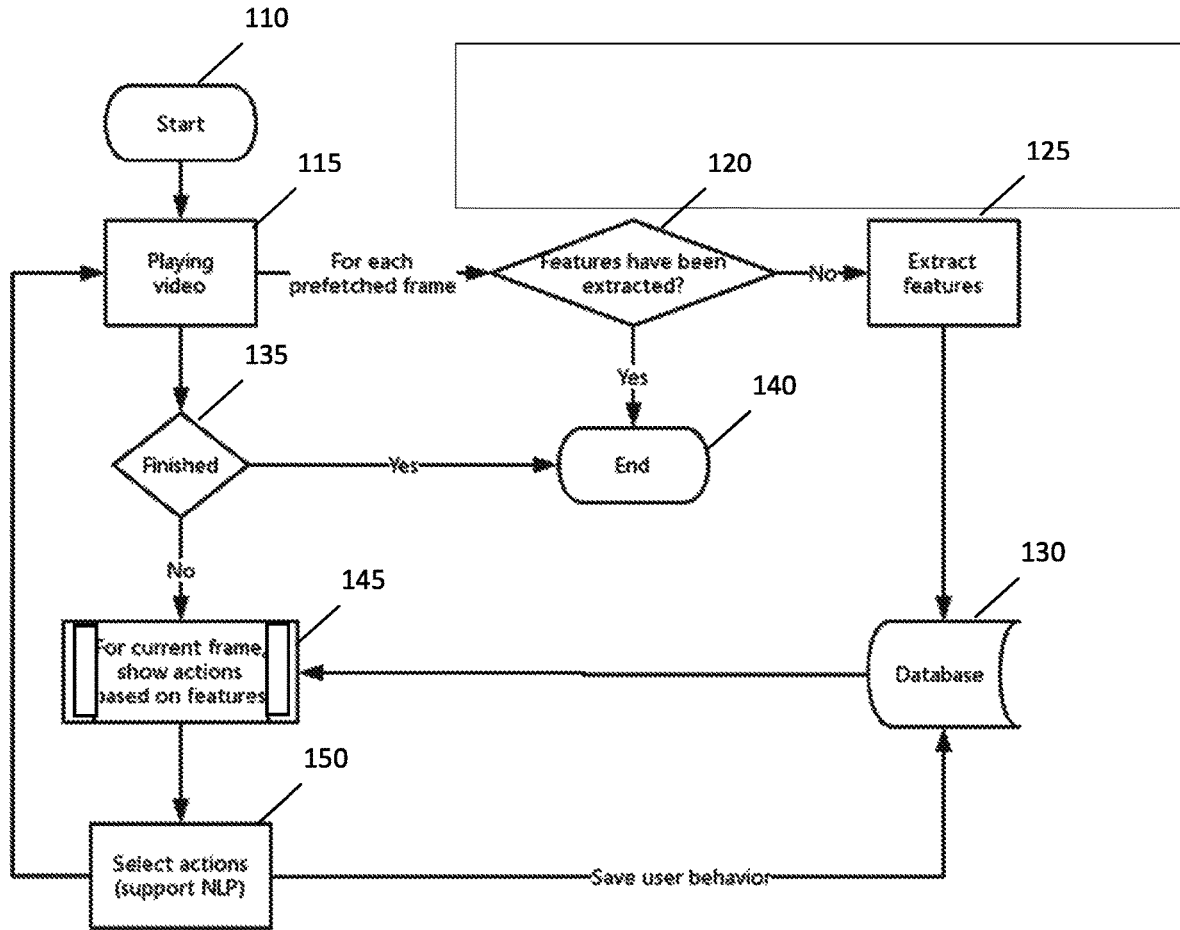 110
Start
115
120
125
Playing
video
For each
prefetched frame
Features have been
extracted?
No
Extract
features
135
Yes
140
Finished
Yes
End
No
145
130
For current frame,
show actions
based on features
Database
150
Select actions
(support NLP)
Save user behavior